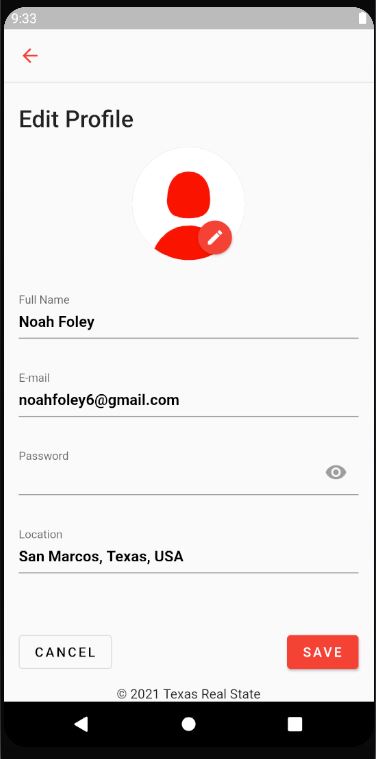 9:33
Edit Profile
Full Name
Noah Foley
E-mail
noahfoley6@gmail.com
Password
Location
San Marcos, Texas, USA
CANCEL
SAVE
© 2021 Texas Real State